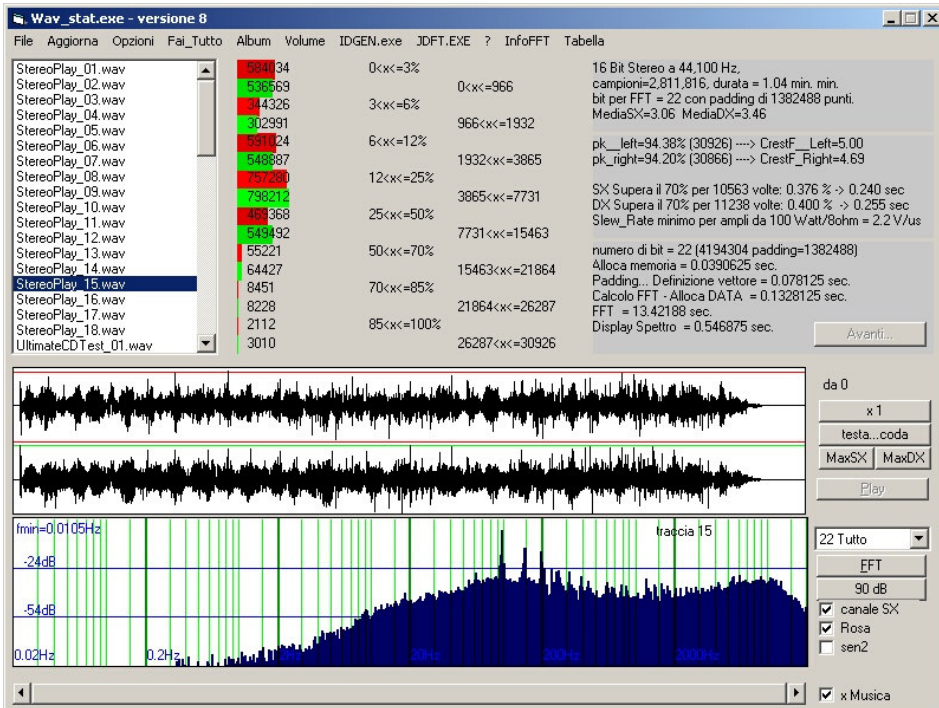 Wav_stat.exe - versione 8
File Aggiorna Opzioni Fai_Tutto Album Volume IDGEN.exe JDFT.EXE ? InfoFFT Tabella
StereoPlay_01.wav
StereoPlay_02.wav
StereoPlay_03.wav
StereoPlay_04.wav
StereoPlay_05.wav
StereoPlay_06.wav
StereoPlay_07.wav
StereoPlay_08.wav
StereoPlay_09.wav
StereoPlay_10.wav
StereoPlay_11.wav
StereoPlay_12.wav
StereoPlay_13.wav
StereoPlay_14.wav
StereoPlay_15.wav
StereoPlay_16.wav
StereoPlay_17.wav
StereoPlay_18.wav
UltimateCDTest_01.wav
584034 0<x<=3%
536569 0<x<=966
344326 3<x<=6%
302991 966<x<=1932
591024 6<x<=12%
548887 1932<x<=3865
757280 12<x<=25%
798212 3865<x<=7731
469368 25<x<=50%
549492 7731<x<=15463
55221 50<x<=70%
64427 15463<x<=21864
8451 70<x<=85%
8228 21864<x<=26287
2112 85<x<=100%
3010 26287<x<=30926
16 Bit Stereo a 44,100 Hz,
campioni=2,811,816, durata = 1.04 min. min.
bit per FFT = 22 con padding di 1382488 punti.
MediaSX=3.06 MediaDX=3.46
pk__left=94.38% (30926) ----> CrestF__Left=5.00
pk_right=94.20% (30866) ----> CrestF_Right=4.69
SX Supera il 70% per 10563 volte: 0.376 % -> 0.240 sec
DX Supera il 70% per 11238 volte: 0.400 % -> 0.255 sec
Slew_Rate minimo per ampli da 100 Watt/8ohm = 2.2 V/us
numero di bit = 22 (4194304 padding=1382488)
Alloca memoria = 0.0390625 sec.
Padding... Definizione vettore = 0.078125 sec.
Calcolo FFT - Alloca DATA = 0.1328125 sec.
FFT = 13.42188 sec.
Display Spettro = 0.546875 sec.
Avanti...
da 0
x 1
testa...coda
MaxSX MaxDX
Play
fmin=0.0105Hz
traccia 15
-24dB
-54dB
0.02Hz 0.2Hz 2Hz 20Hz 200Hz 2000Hz
22 Tutto
FFT
90 dB
canale SX
Rosa
sen2
x Musica